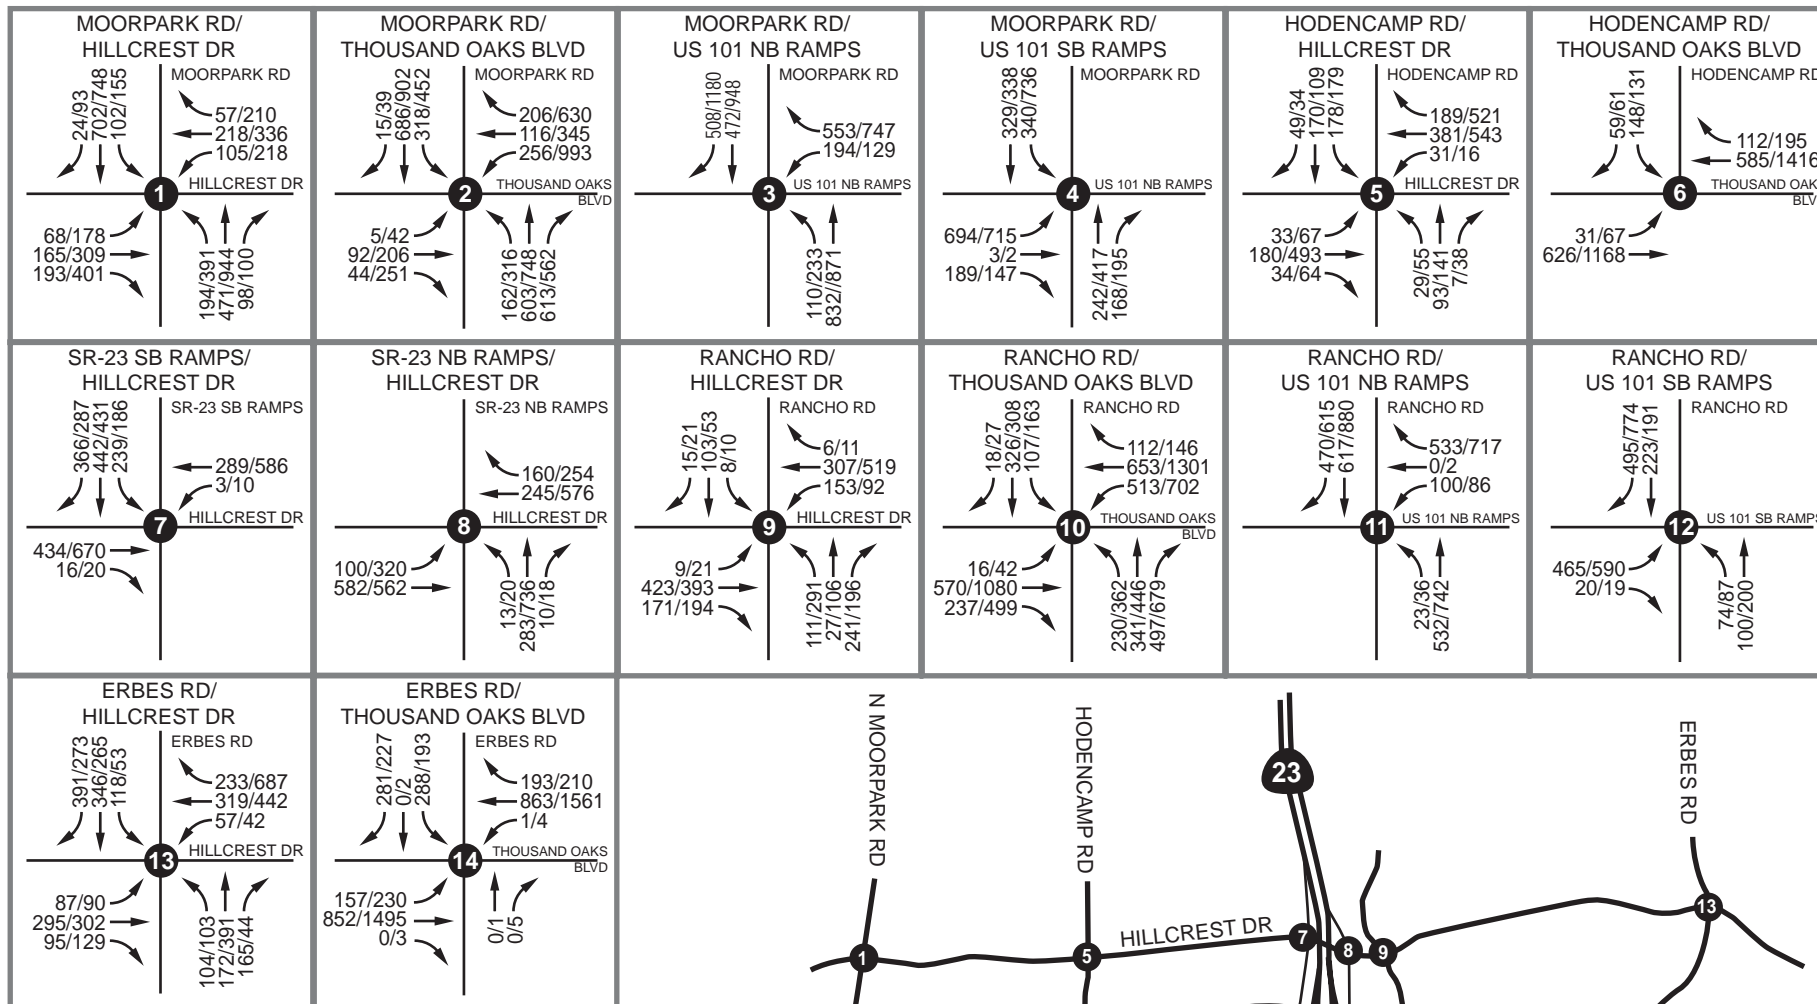 MOORPARK RD/
HILLCREST DR
MOORPARK RD
24/93
702/748
102/155
57/210
218/336
105/218
1
HILLCREST DR
68/178
165/309
193/401
194/391
471/944
98/100
MOORPARK RD/
THOUSAND OAKS BLVD
MOORPARK RD
15/39
686/902
318/452
206/630
116/345
256/993
2
THOUSAND OAKS
BLVD
5/42
92/206
44/251
162/316
603/748
613/562
MOORPARK RD/
US 101 NB RAMPS
MOORPARK RD
508/1180
472/948
553/747
194/129
3
US 101 NB RAMPS
110/233
832/871
MOORPARK RD/
US 101 SB RAMPS
MOORPARK RD
329/338
340/736
4
US 101 NB RAMPS
694/715
3/2
189/147
242/417
168/195
HODENCAMP RD/
HILLCREST DR
HODENCAMP RD
49/34
170/109
178/179
189/521
381/543
31/16
5
HILLCREST DR
33/67
180/493
34/64
29/55
93/141
7/38
HODENCAMP RD/
THOUSAND OAKS BLVD
HODENCAMP RD
59/61
148/131
112/195
585/1416
6
THOUSAND OAK
BLV
31/67
626/1168
SR-23 SB RAMPS/
HILLCREST DR
SR-23 SB RAMPS
366/287
442/431
239/186
289/586
3/10
7
HILLCREST DR
434/670
16/20
SR-23 NB RAMPS/
HILLCREST DR
SR-23 NB RAMPS
160/254
245/576
8
HILLCREST DR
100/320
582/562
13/20
283/736
10/18
RANCHO RD/
HILLCREST DR
RANCHO RD
15/21
103/53
8/10
6/11
307/519
153/92
9
HILLCREST DR
9/21
423/393
171/194
111/291
27/106
241/196
RANCHO RD/
THOUSAND OAKS BLVD
RANCHO RD
18/27
326/308
107/163
112/146
653/1301
513/702
10
THOUSAND OAKS
BLVD
16/42
570/1080
237/499
230/362
341/446
497/679
RANCHO RD/
US 101 NB RAMPS
RANCHO RD
470/615
617/880
533/717
0/2
100/86
11
US 101 NB RAMPS
23/36
532/742
RANCHO RD/
US 101 SB RAMPS
RANCHO RD
495/774
223/191
12
US 101 SB RAMPS
465/590
20/19
74/87
100/200
ERBES RD/
HILLCREST DR
ERBES RD
391/273
346/265
118/53
233/687
319/442
57/42
13
HILLCREST DR
87/90
295/302
95/129
104/103
172/391
165/44
ERBES RD/
THOUSAND OAKS BLVD
ERBES RD
281/227
0/2
288/193
193/210
863/1561
1/4
14
THOUSAND OAKS
BLVD
157/230
852/1495
0/3
0/1
0/5
N MOORPARK RD
HODENCAMP RD
23
ERBES RD
HILLCREST DR
1
5
7
8
9
13